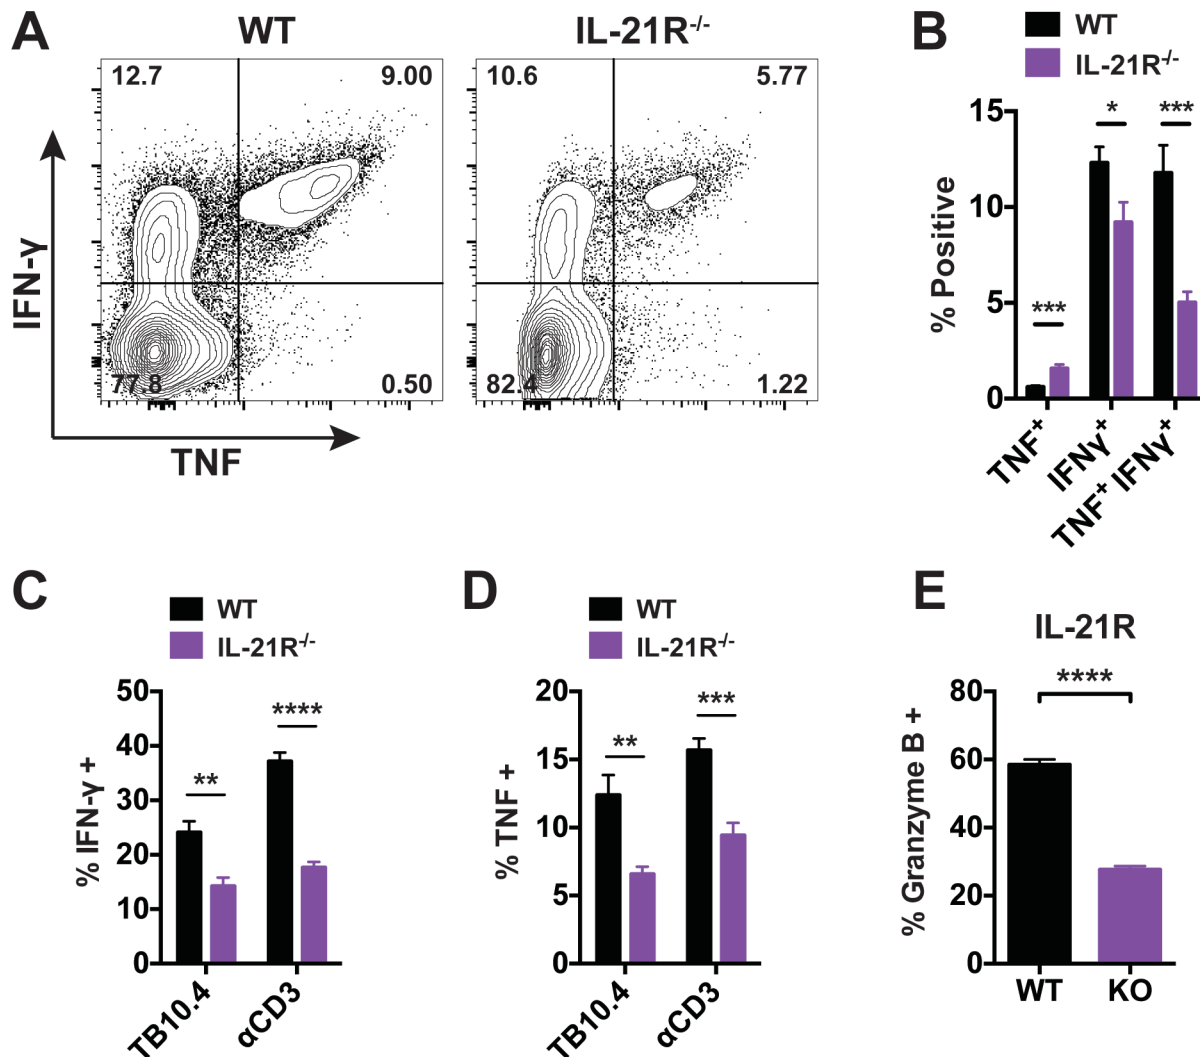 A
WT
IL-21R-/-
12.7
9.00
77.8
0.50
10.6
5.77
82.4
1.22
IFN-γ
TNF
B
WT
IL-21R-/-
% Positive
15
10
5
0
***
*
***
TNF+
IFNγ+
TNF+ IFNγ+
C
WT
IL-21R-/-
% IFN-γ +
50
40
30
20
10
0
**
****
TB10.4
αCD3
D
WT
IL-21R-/-
% TNF +
20
15
10
5
0
**
***
TB10.4
αCD3
E
IL-21R
% Granzyme B +
80
60
40
20
0
****
WT
KO